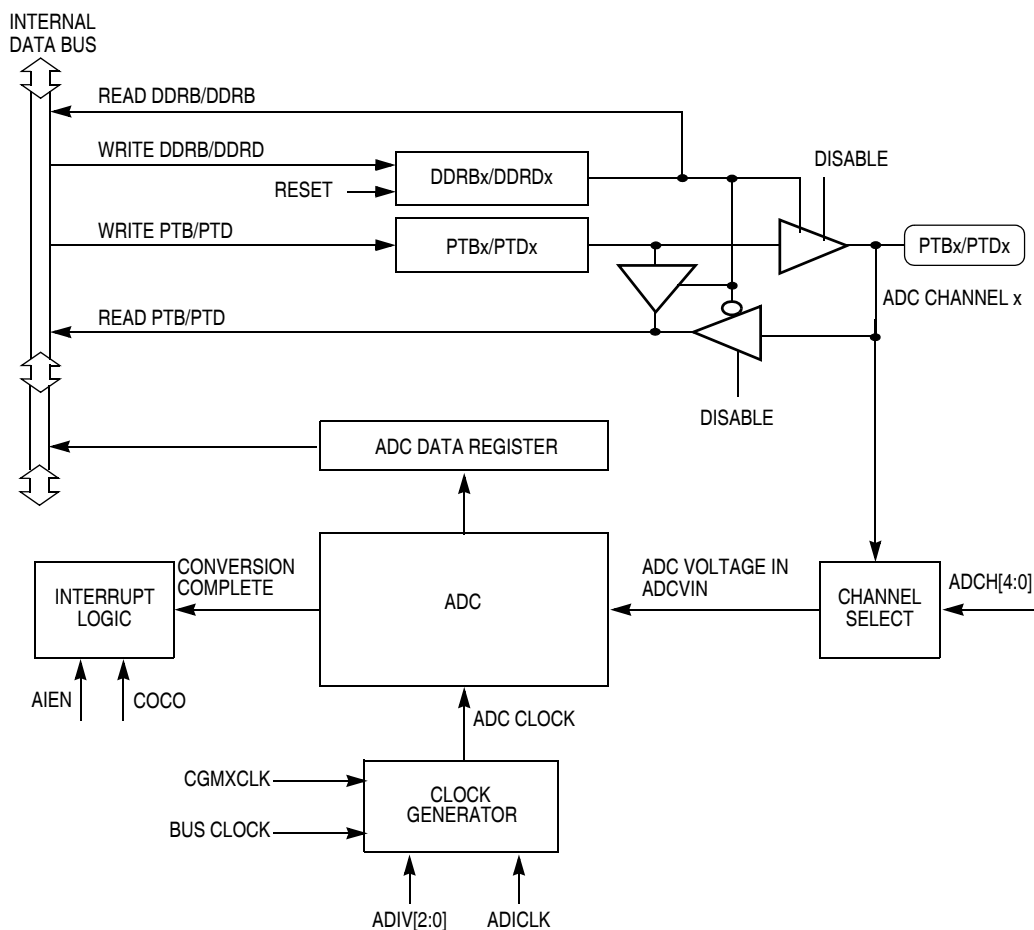 INTERNAL
DATA BUS
READ DDRB/DDRB
WRITE DDRB/DDRD
RESET
DDRBx/DDRDx
DISABLE
WRITE PTB/PTD
PTBx/PTDx
PTBx/PTDx
ADC CHANNEL x
READ PTB/PTD
DISABLE
ADC DATA REGISTER
INTERRUPT
LOGIC
CONVERSION
COMPLETE
ADC
ADC VOLTAGE IN
ADCVIN
CHANNEL
SELECT
ADCH[4:0]
AIEN
COCO
ADC CLOCK
CGMXCLK
BUS CLOCK
CLOCK
GENERATOR
ADIV[2:0]
ADICLK